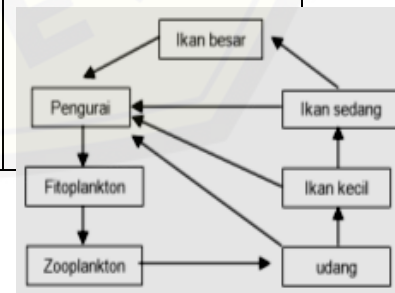 Ikan besar
Pengurai
Ikan sedang
Fitoplankton
Ikan kecil
Zooplankton
udang